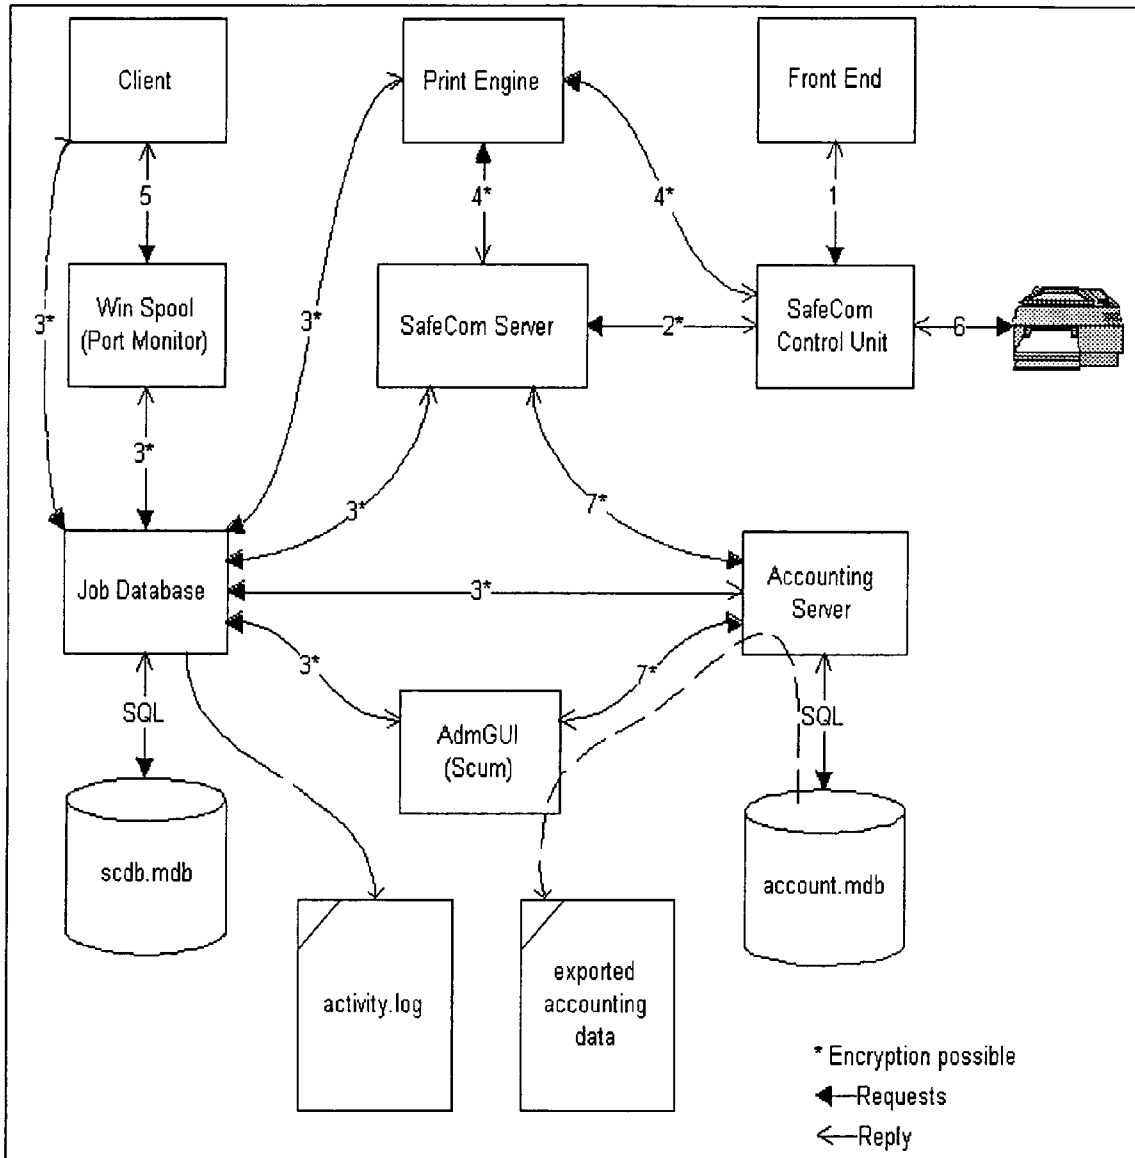 Client
Print Engine
Front End
5
4*
4*
1
3*
Win Spool
(Port Monitor)
3*
SafeCom Server
2*
SafeCom
Control Unit
6
3*
3*
7*
Job Database
3*
Accounting
Server
3*
7*
SQL
AdmGUI
(Scum)
SQL
scdb.mdb
account.mdb
activity.log
exported
accounting
data
* Encryption possible
Requests
Reply